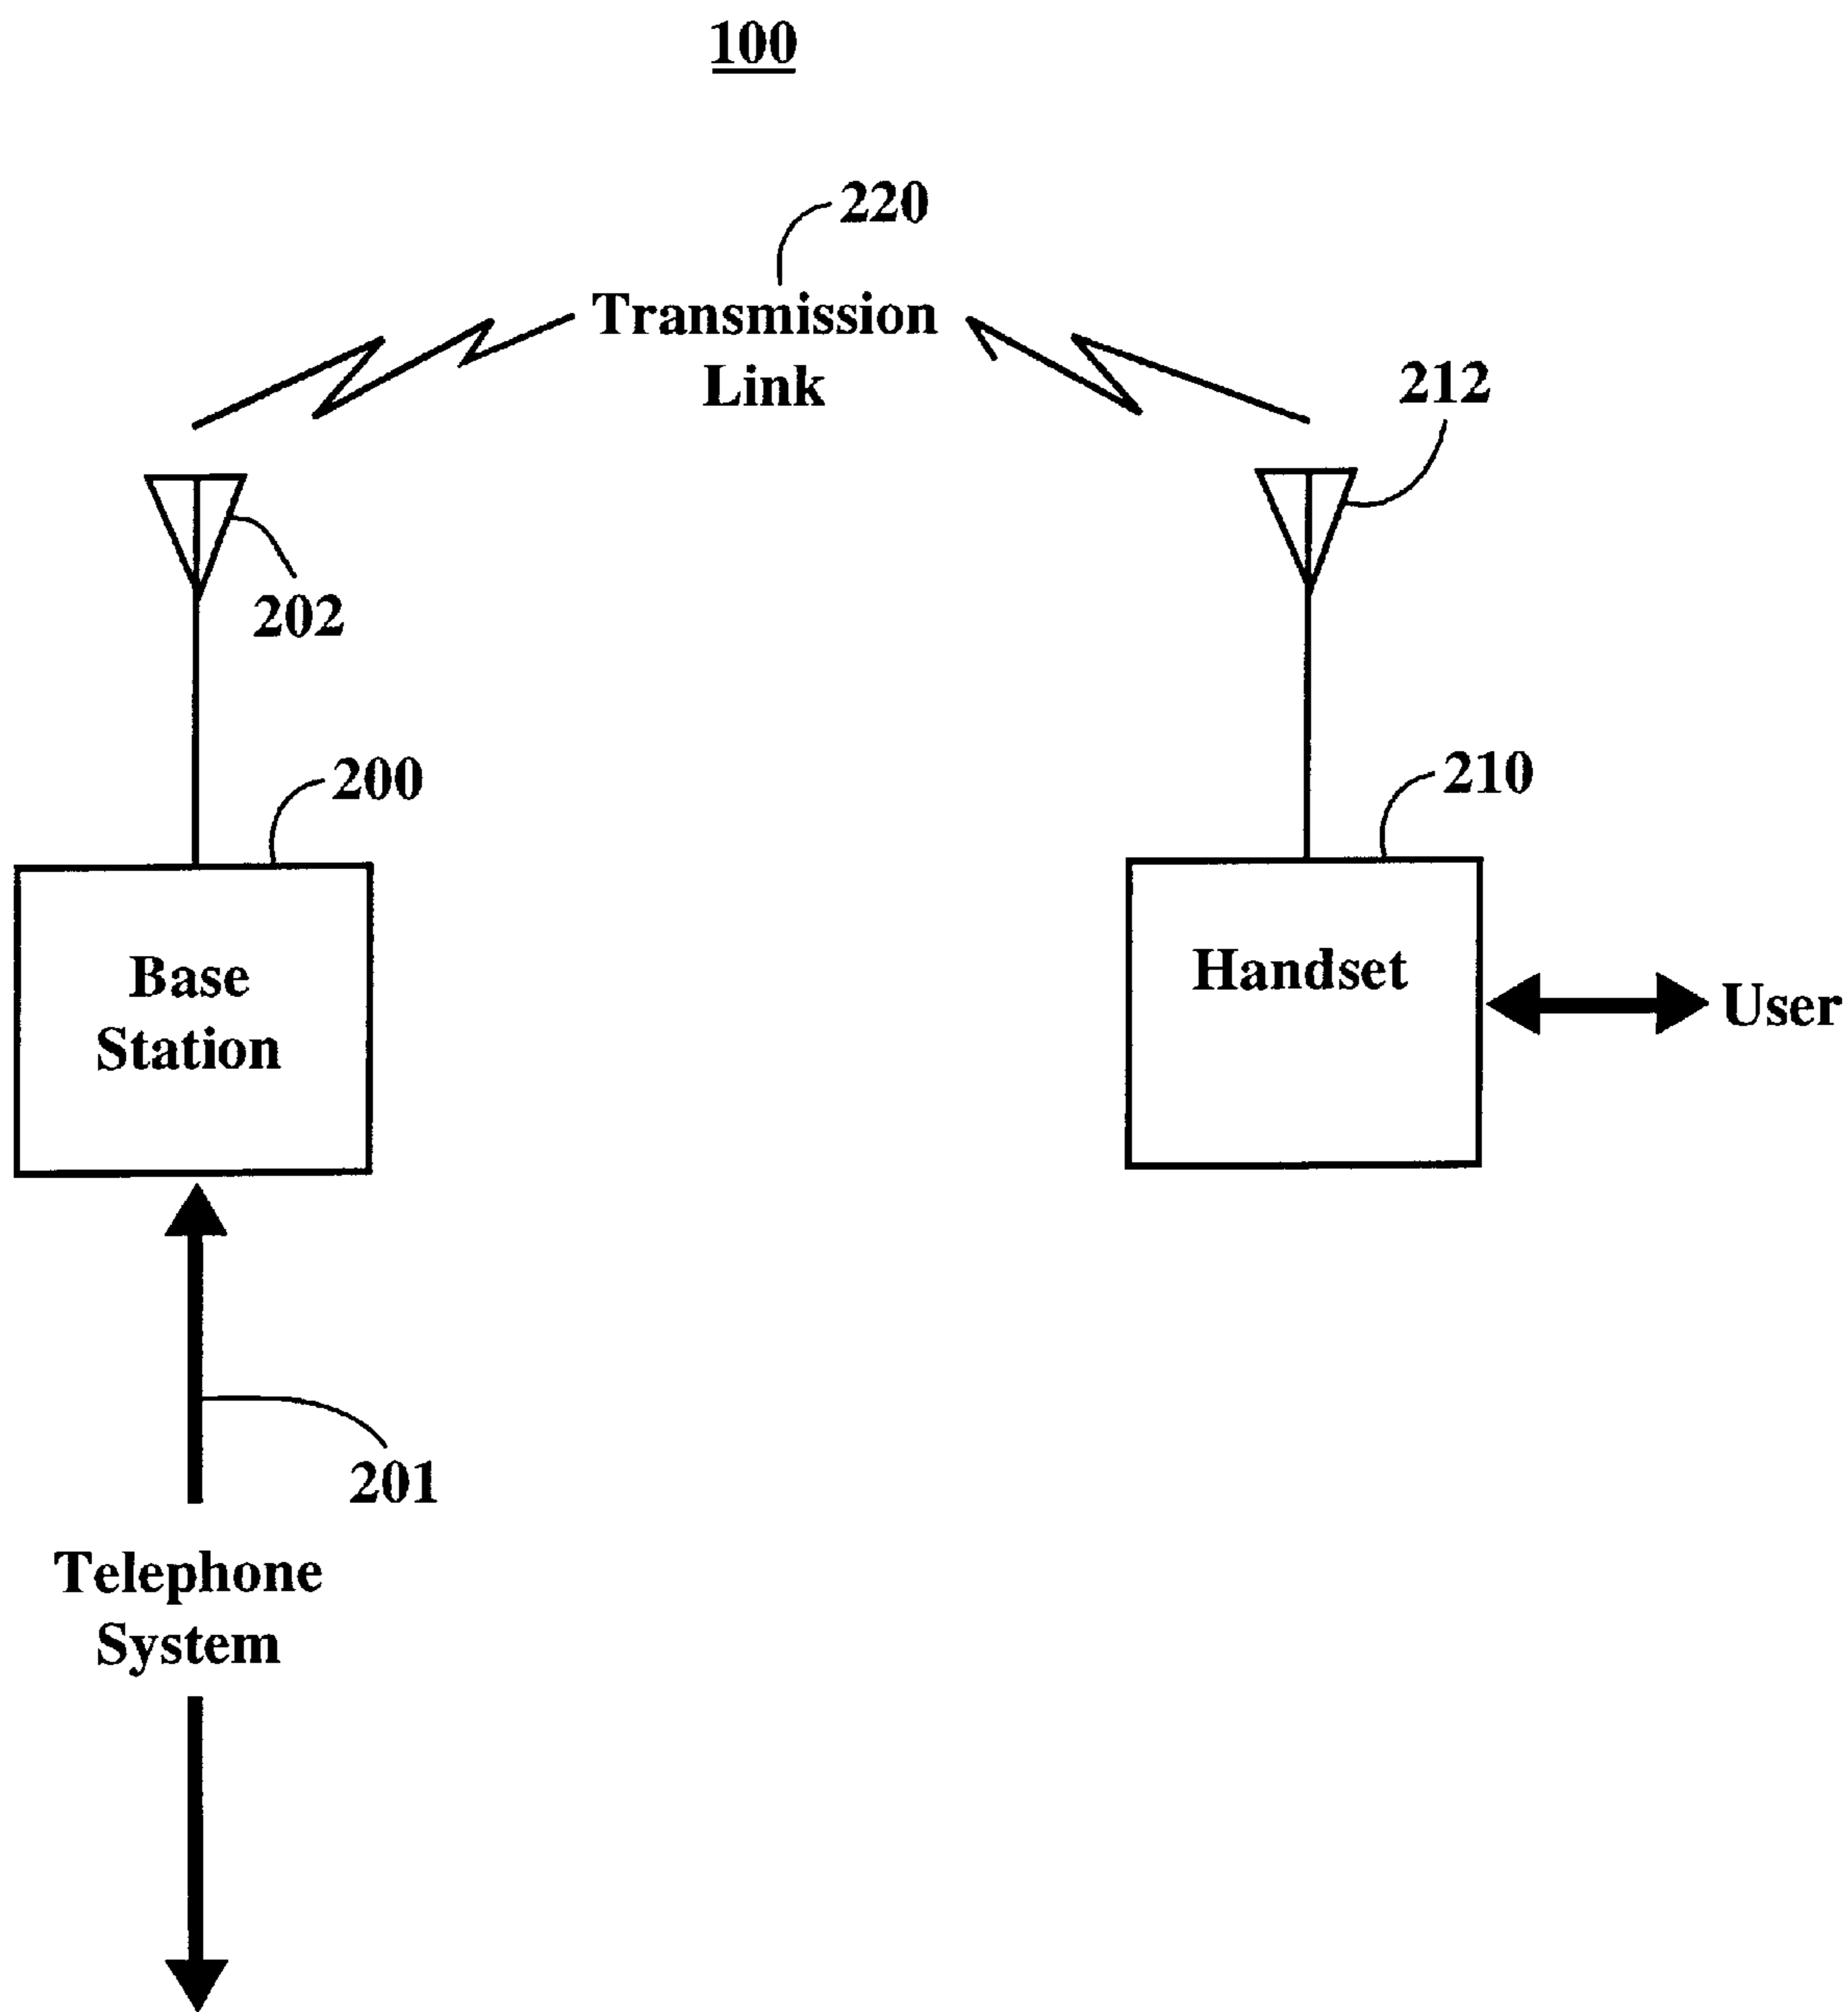 100
220
Transmission
Link
212
202
200
210
Base
Station
Handset
User
201
Telephone
System